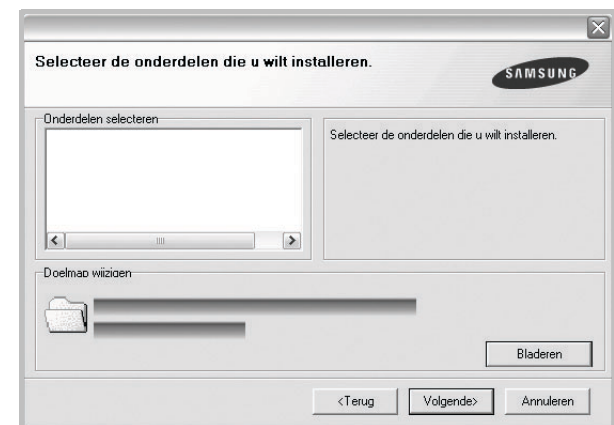 Selecteer de onderdelen die u wilt installeren.
SAMSUNG
Onderdelen selecteren
Selecteer de onderdelen die u wilt installeren.
Doelmap wijzigen
Bladeren
<Terug
Volgende>
Annuleren